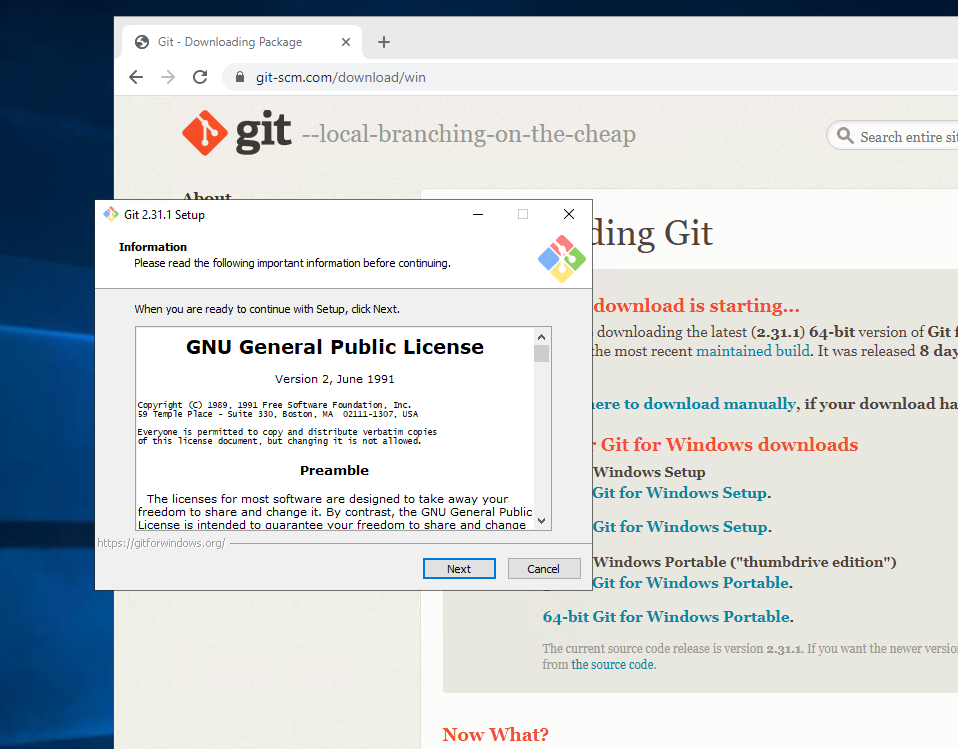 Git - Downloading Package
git-scm.com/download/win
git --local-branching-on-the-cheap
Search entire
About
Git 2.31.1 Setup
Information
Please read the following important information before continuing.
When you are ready to continue with Setup, click Next.
GNU General Public License
Version 2, June 1991
Copyright (C) 1989, 1991 Free Software Foundation, Inc.
59 Temple Place - Suite 330, Boston, MA 02111-1307, USA
Everyone is permitted to copy and distribute verbatim copies
of this license document, but changing it is not allowed.
Preamble
The licenses for most software are designed to take away your
freedom to share and change it. By contrast, the GNU General Public
License is intended to guarantee your freedom to share and change
https://gitforwindows.org/
Next
Cancel
Git
download is starting...
downloading the latest (2.31.1) 64-bit version of Git
the most recent maintained build. It was released 8
to download manually, if your download
Git for Windows downloads
Windows Setup
Git for Windows Setup.
Git for Windows Setup.
Windows Portable ("thumbdrive edition")
Git for Windows Portable.
64-bit Git for Windows Portable.
The current source code release is version 2.31.1. If you want the newer
from the source code.
Now What?